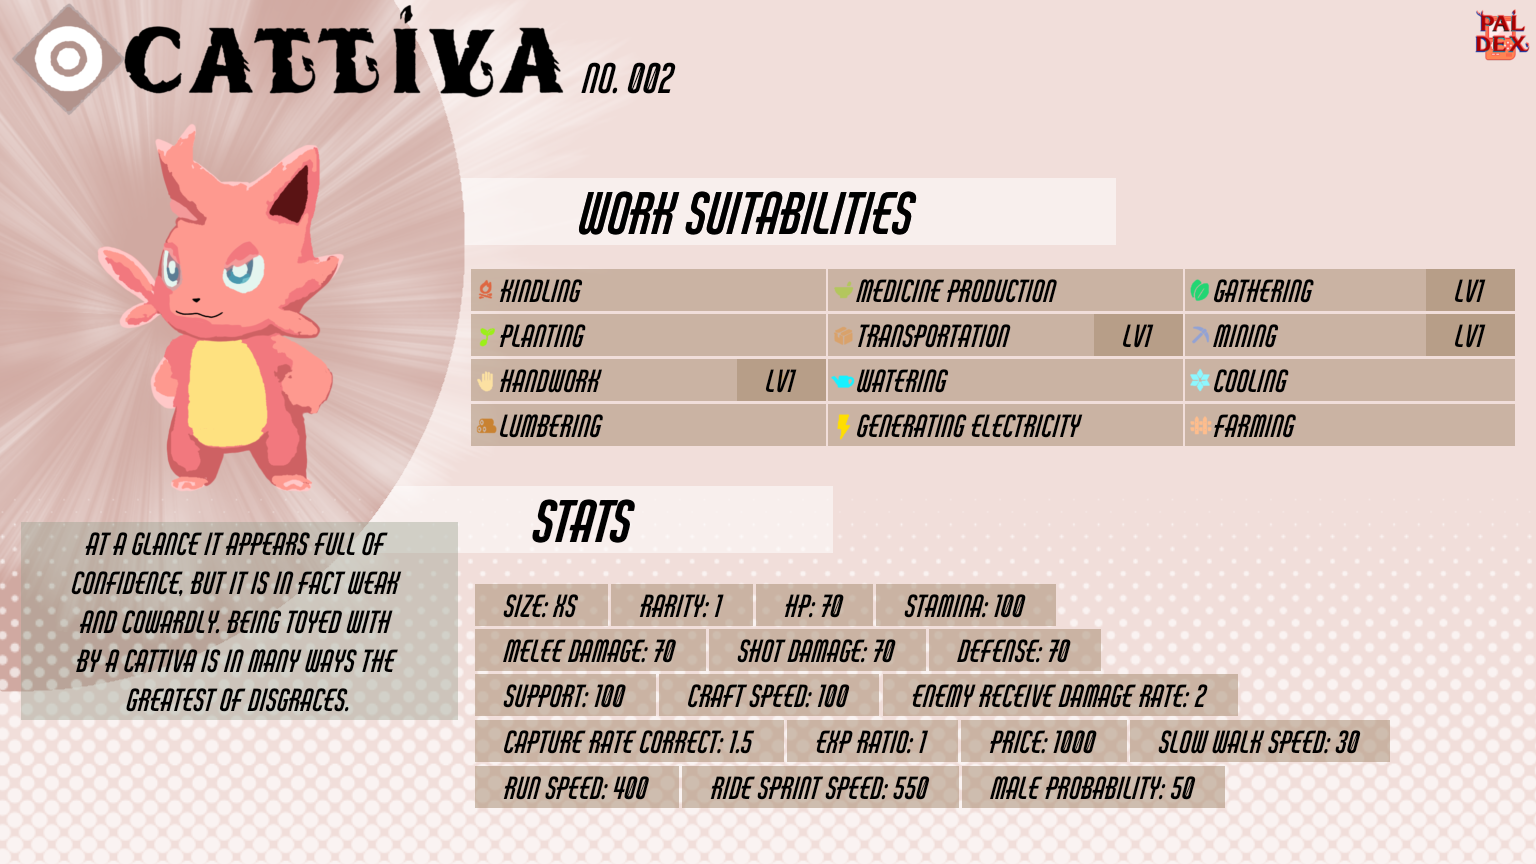 CATTIVA NO. 002
PAL
DEX
WORK SUITABILITIES
KINDLING
MEDICINE PRODUCTION
GATHERING LV1
PLANTING
TRANSPORTATION LV1
MINING LV1
HANDWORK LV1
WATERING
COOLING
LUMBERING
GENERATING ELECTRICITY
FARMING
STATS
AT A GLANCE IT APPEARS FULL OF
CONFIDENCE, BUT IT IS IN FACT WEAK
AND COWARDLY. BEING TOYED WITH
BY A CATTIVA IS IN MANY WAYS THE
GREATEST OF DISGRACES.
SIZE: XS RARITY: 1 HP: 70 STAMINA: 100
MELEE DAMAGE: 70 SHOT DAMAGE: 70 DEFENSE: 70
SUPPORT: 100 CRAFT SPEED: 100 ENEMY RECEIVE DAMAGE RATE: 2
CAPTURE RATE CORRECT: 1.5 EXP RATIO: 1 PRICE: 1000 SLOW WALK SPEED: 30
RUN SPEED: 400 RIDE SPRINT SPEED: 550 MALE PROBABILITY: 50